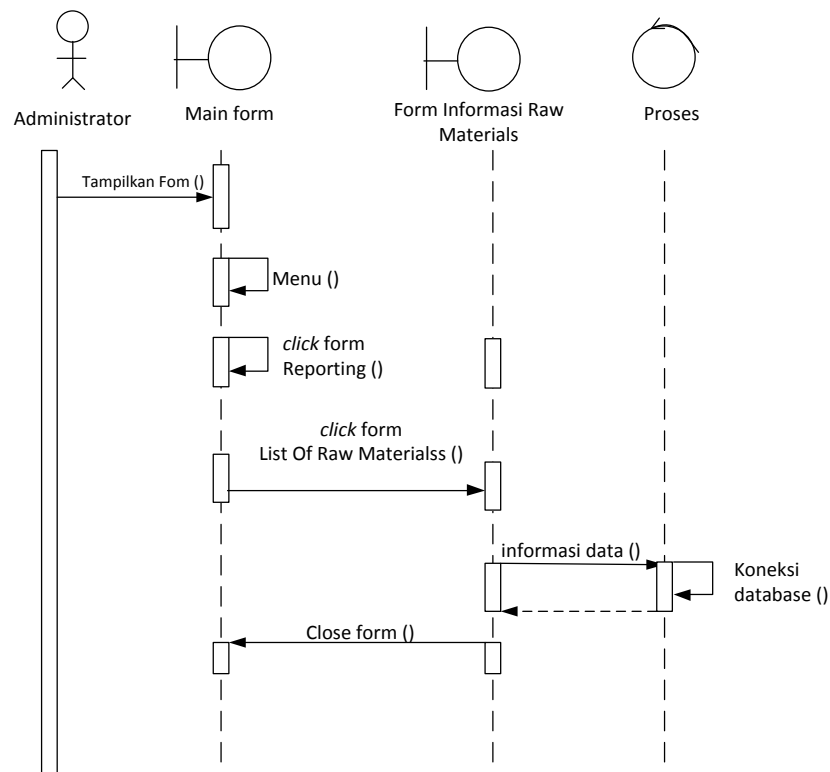 Administrator
Main form
Form Informasi Raw
Materials
Proses
Tampilkan Fom ()
Menu ()
click form
Reporting ()
click form
List Of Raw Materialss ()
informasi data ()
Koneksi
database ()
Close form ()